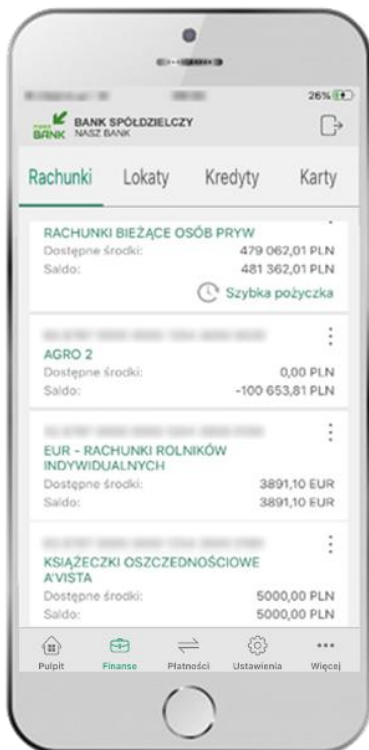 26%
BANK SPÓŁDZIELCZY
BANK NASZ BANK
Rachunki Lokaty Kredyty Karty
RACHUNKI BIEŻĄCE OSÓB PRYW
Dostępne środki: 479 062,01 PLN
Saldo: 481 362,01 PLN
Szybka pożyczka
AGRO 2
Dostępne środki: 0,00 PLN
Saldo: -100 653,81 PLN
EUR - RACHUNKI ROLNIKÓW
INDYWIDUALNYCH
Dostępne środki: 3891,10 EUR
Saldo: 3891,10 EUR
KSIĄŻECZKI OSZCZEDNOŚCIOWE
A'VISTA
Dostępne środki: 5000,00 PLN
Saldo: 5000,00 PLN
Pulpit Finanse Płatności Ustawienia Więcej